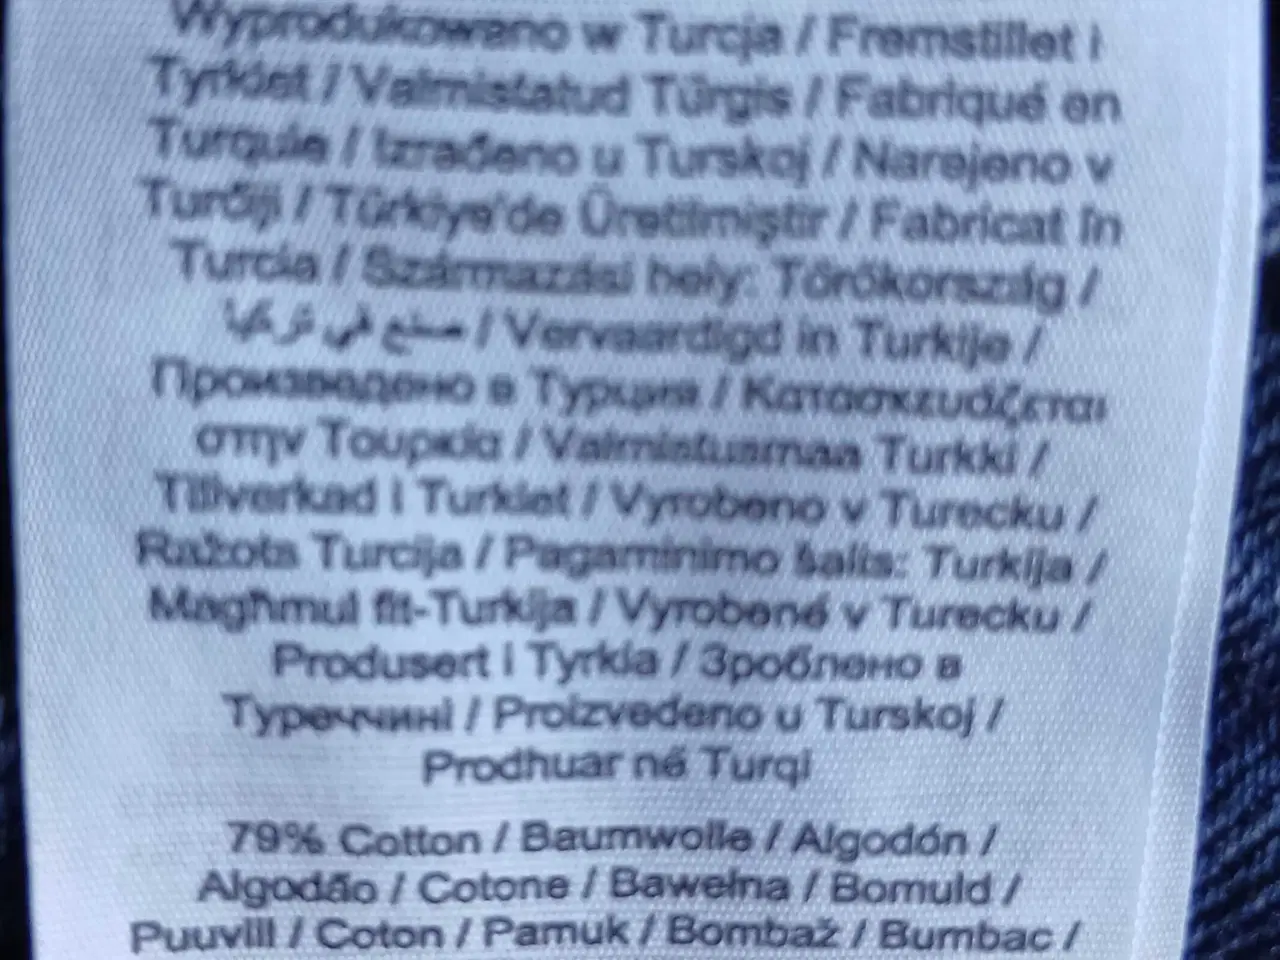 Wyprodukowano w Turcja / Fremstillet i
Tyrkiet / Valmistatud Türgis / Fabriqué en
Turquie / Izrađeno u Turskoj / Narejeno v
Turčiji / Türkiye'de Üretilmiştir / Fabricat în
Turcia / Származási hely: Törökország /
صنع في تركيا / Vervaardigd in Turkije /
Произведено в Турция / Κατασκευάζεται
στην Τουρκία / Valmistusmaa Turkki /
Tillverkad i Turkiet / Vyrobeno v Turecku /
Ražots Turcija / Pagaminimo šalis: Turkija /
Magħmul fit-Turkija / Vyrobené v Turecku /
Produsert i Tyrkia / Зроблено в
Туреччині / Proizvedeno u Turskoj /
Prodhuar në Turqi
79% Cotton / Baumwolle / Algodón /
Algodão / Cotone / Bawełna / Bomuld /
Puuvill / Coton / Pamuk / Bombaž / Bumbac /